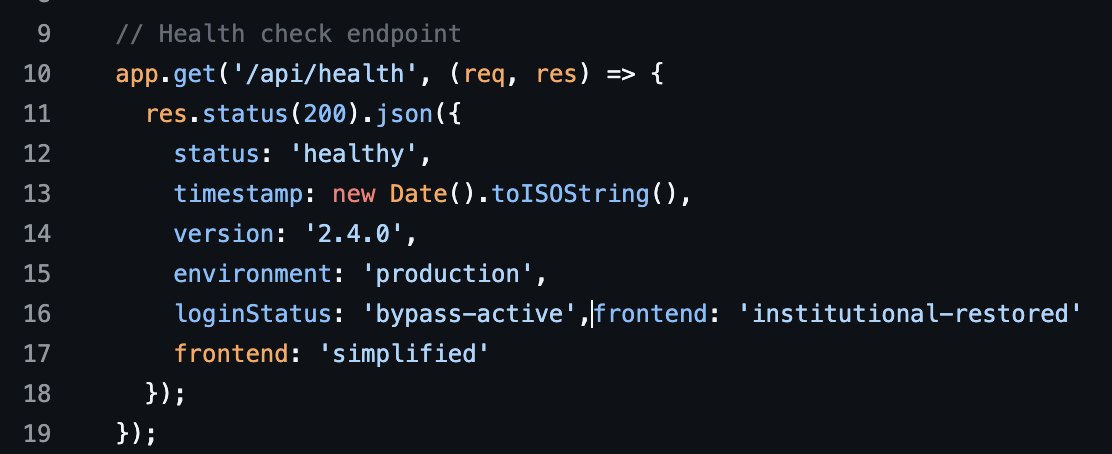 9 // Health check endpoint
10 app.get('/api/health', (req, res) => {
11 res.status(200).json({
12 status: 'healthy',
13 timestamp: new Date().toISOString(),
14 version: '2.4.0',
15 environment: 'production',
16 loginStatus: 'bypass-active',frontend: 'institutional-restored'
17 frontend: 'simplified'
18 });
19 });